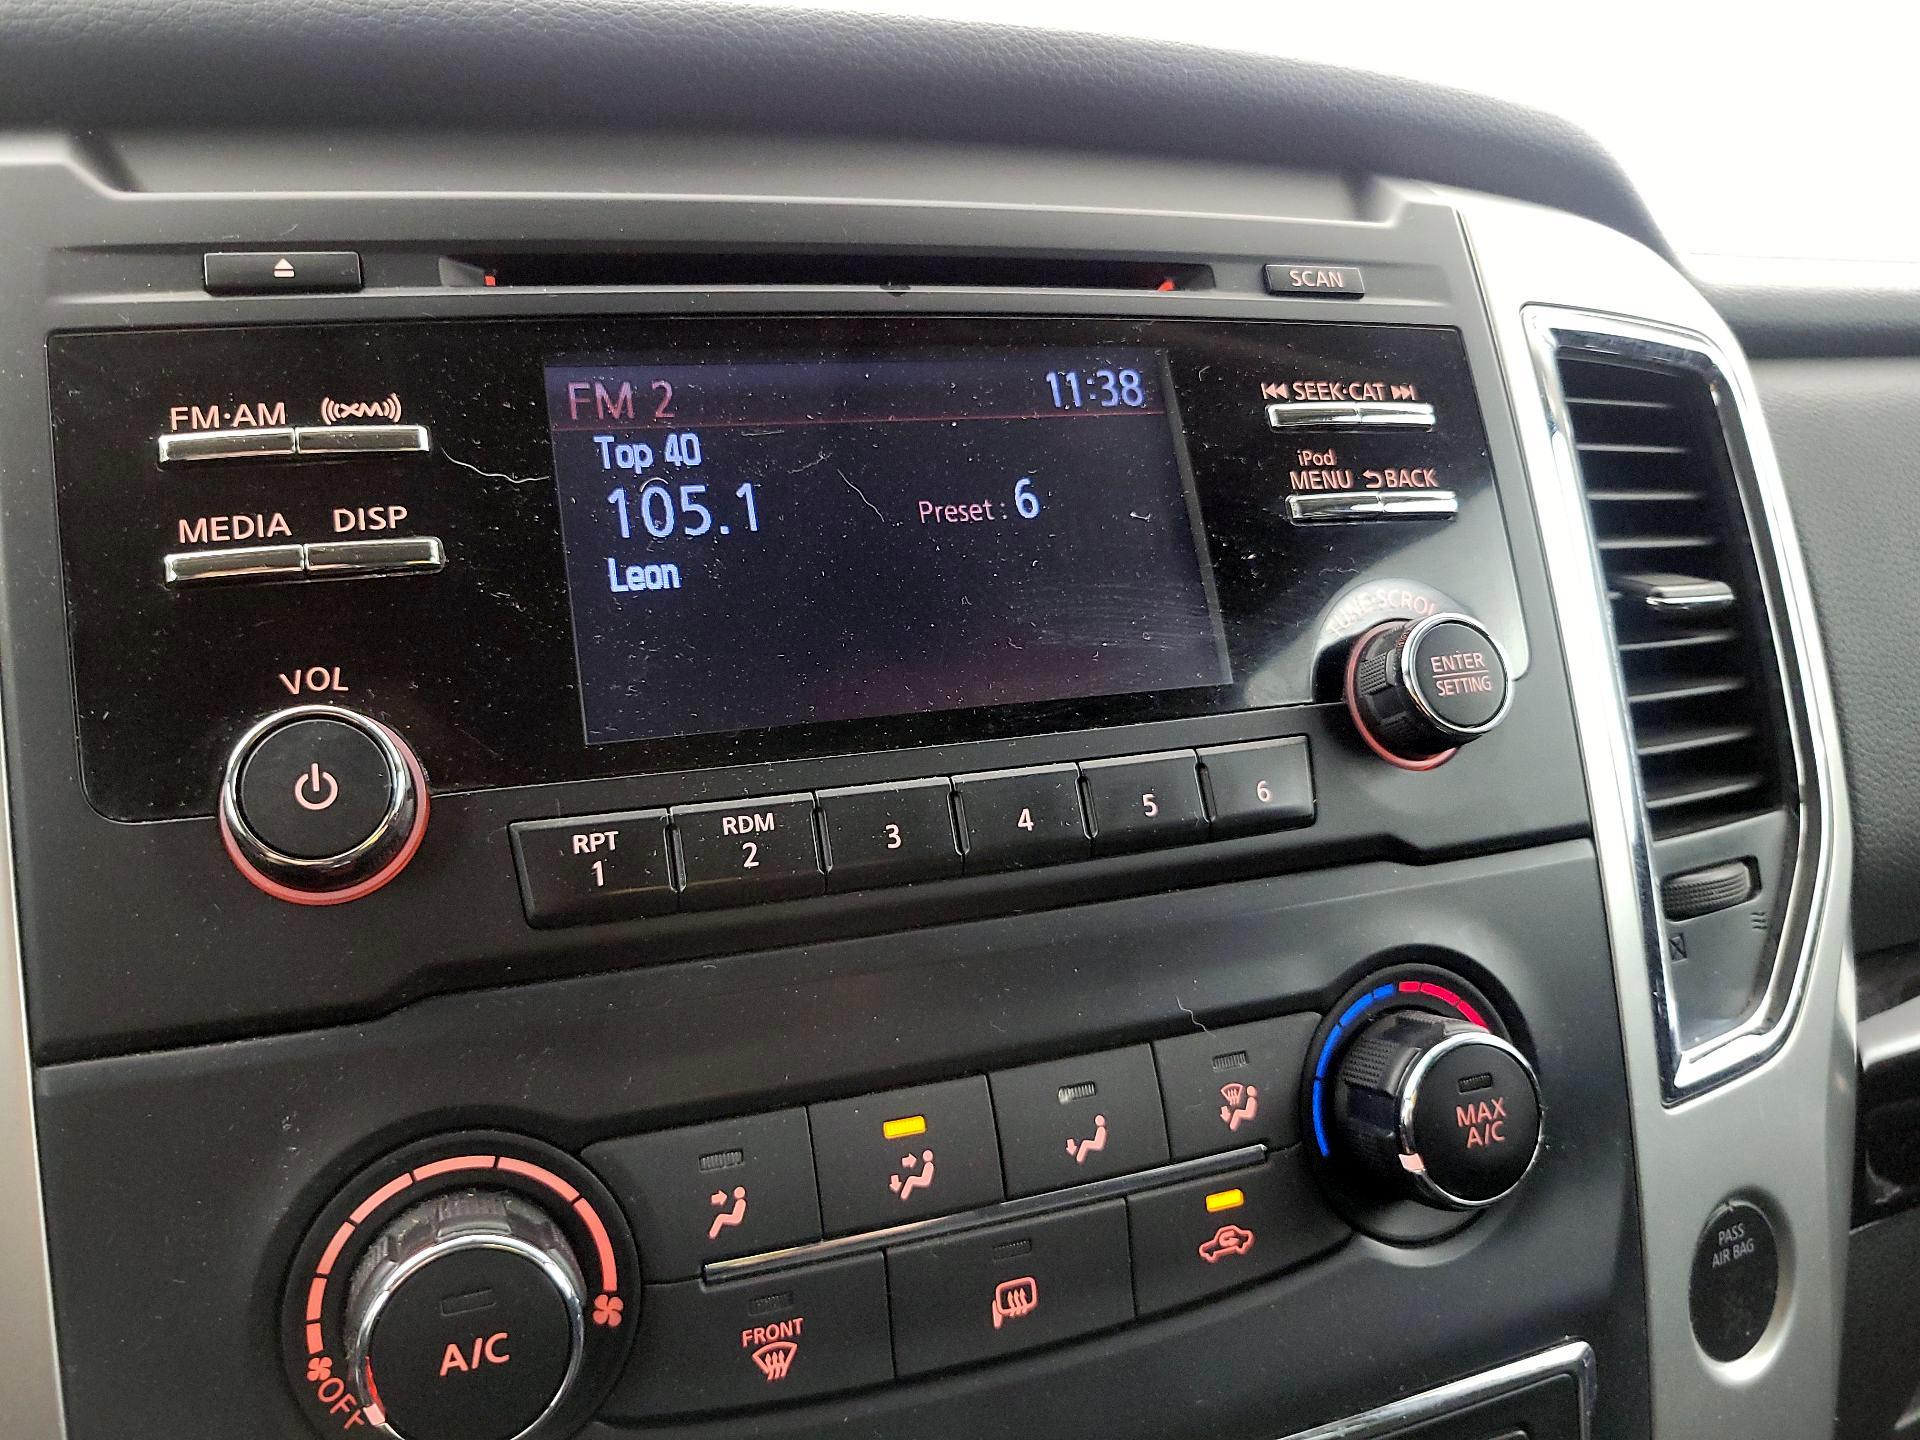 SCAN
FM·AM
((XM))
MEDIA
DISP
VOL
FM 2
11:38
Top 40
105.1
Preset : 6
Leon
SEEK·CAT
iPod
MENU
BACK
TUNE·SCROLL
ENTER
SETTING
RPT
1
RDM
2
3
4
5
6
MAX
A/C
A/C
OFF
FRONT
PASS
AIR BAG